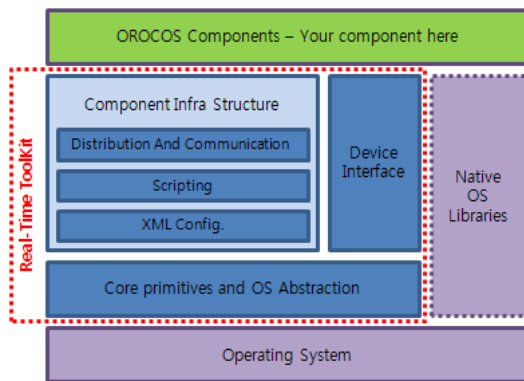 OROCOS Components – Your component here
Real-Time ToolKit
Component Infra Structure
Distribution And Communication
Scripting
XML Config.
Device
Interface
Native
OS
Libraries
Core primitives and OS Abstraction
Operating System